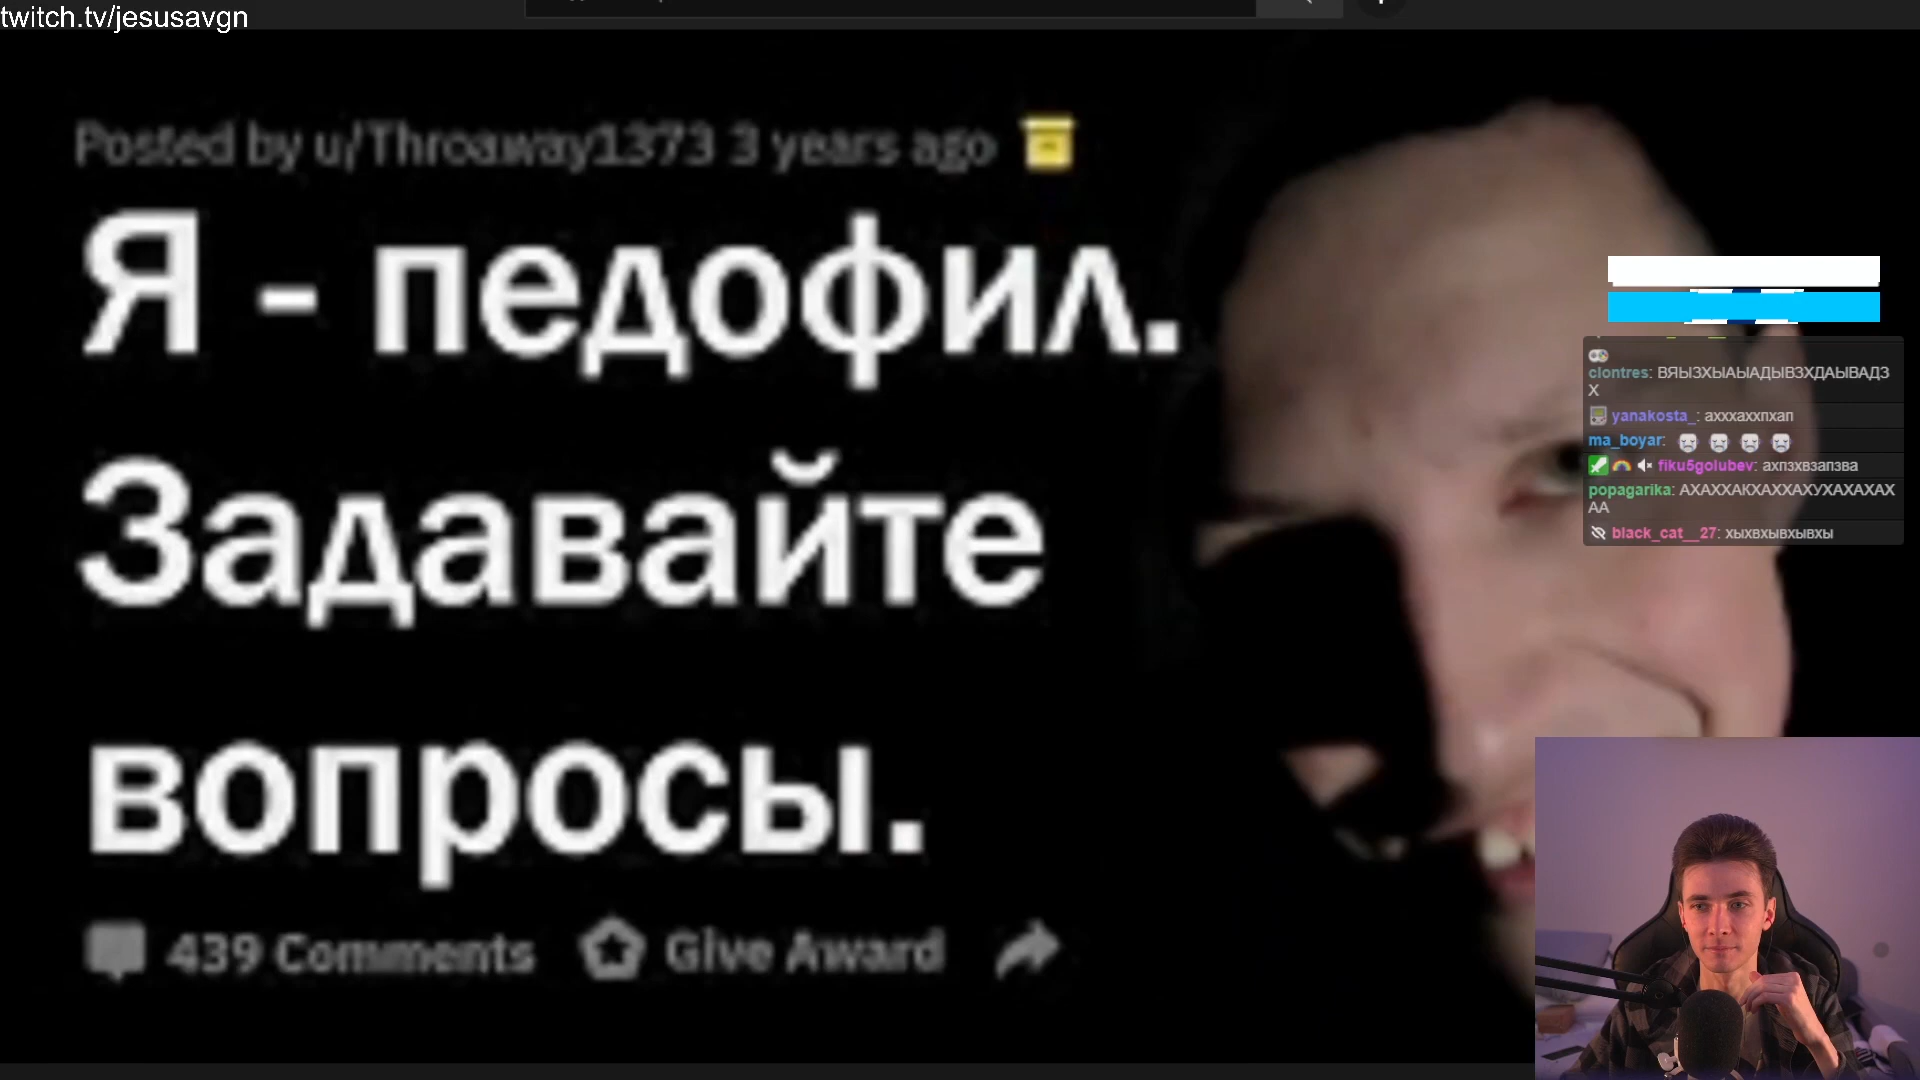 twitch.tv/jesusavgn
Posted by u/Throaway1373 3 years ago
Я - педофил.
Задавайте
вопросы.
439 Comments Give Award
clontres: ВЯЫЗХЫАЫАДЫВЗХДАЫВАДЗ
Х
yanakosta_: ахххаххпхап
ma_boyar:
fiku5golubev: ахпзхвзапзва
popagarika: АХАХХАКХАХХАХУХАХАХАХ
АА
black_cat__27: хыхвхывхывхы